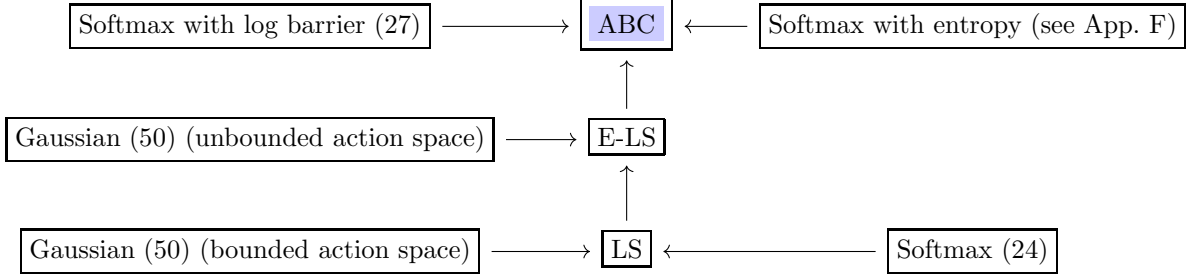 Softmax with log barrier (27)
ABC
Softmax with entropy (see App. F)
Gaussian (50) (unbounded action space)
E-LS
Gaussian (50) (bounded action space)
LS
Softmax (24)